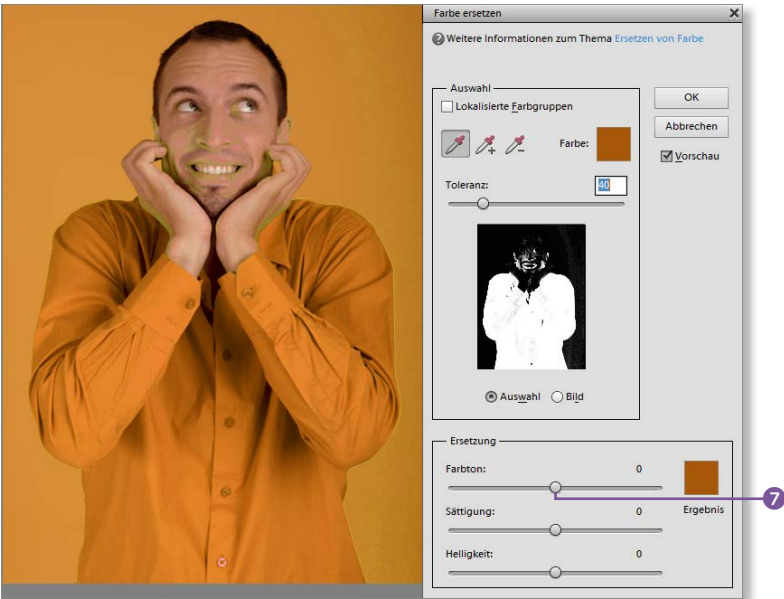 Farbe ersetzen
Weitere Informationen zum Thema Ersetzen von Farbe
Auswahl
Lokalisierte Farbgruppen
OK
Abbrechen
Farbe:
Vorschau
Toleranz:
40
Auswahl
Bild
Ersetzung
Farbton:
0
7
Sättigung:
0
Ergebnis
Helligkeit:
0